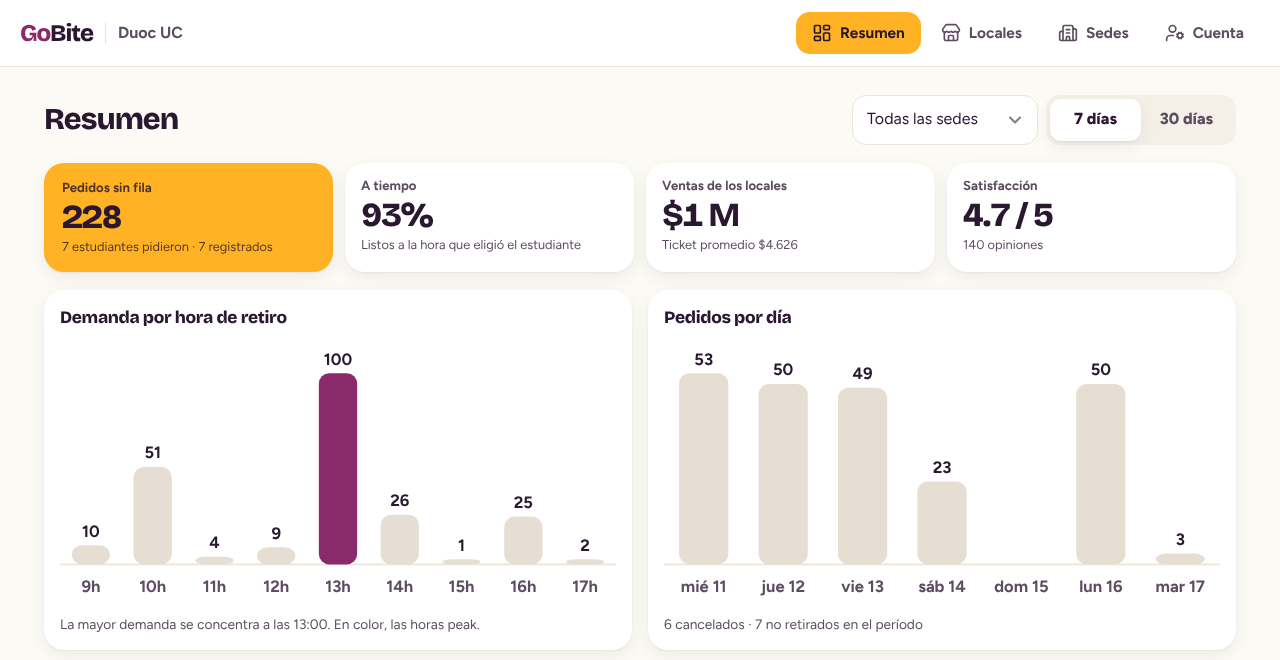 GoBite
Duoc UC
Resumen
Locales
Sedes
Cuenta
Resumen
Todas las sedes
7 días
30 días
Pedidos sin fila
228
7 estudiantes pidieron · 7 registrados
A tiempo
93%
Listos a la hora que eligió el estudiante
Ventas de los locales
$1 M
Ticket promedio $4.626
Satisfacción
4.7 / 5
140 opiniones
Demanda por hora de retiro
10
51
4
9
100
26
1
25
2
9h
10h
11h
12h
13h
14h
15h
16h
17h
La mayor demanda se concentra a las 13:00. En color, las horas peak.
Pedidos por día
53
50
49
23
50
3
mié 11
jue 12
vie 13
sáb 14
dom 15
lun 16
mar 17
6 cancelados · 7 no retirados en el período